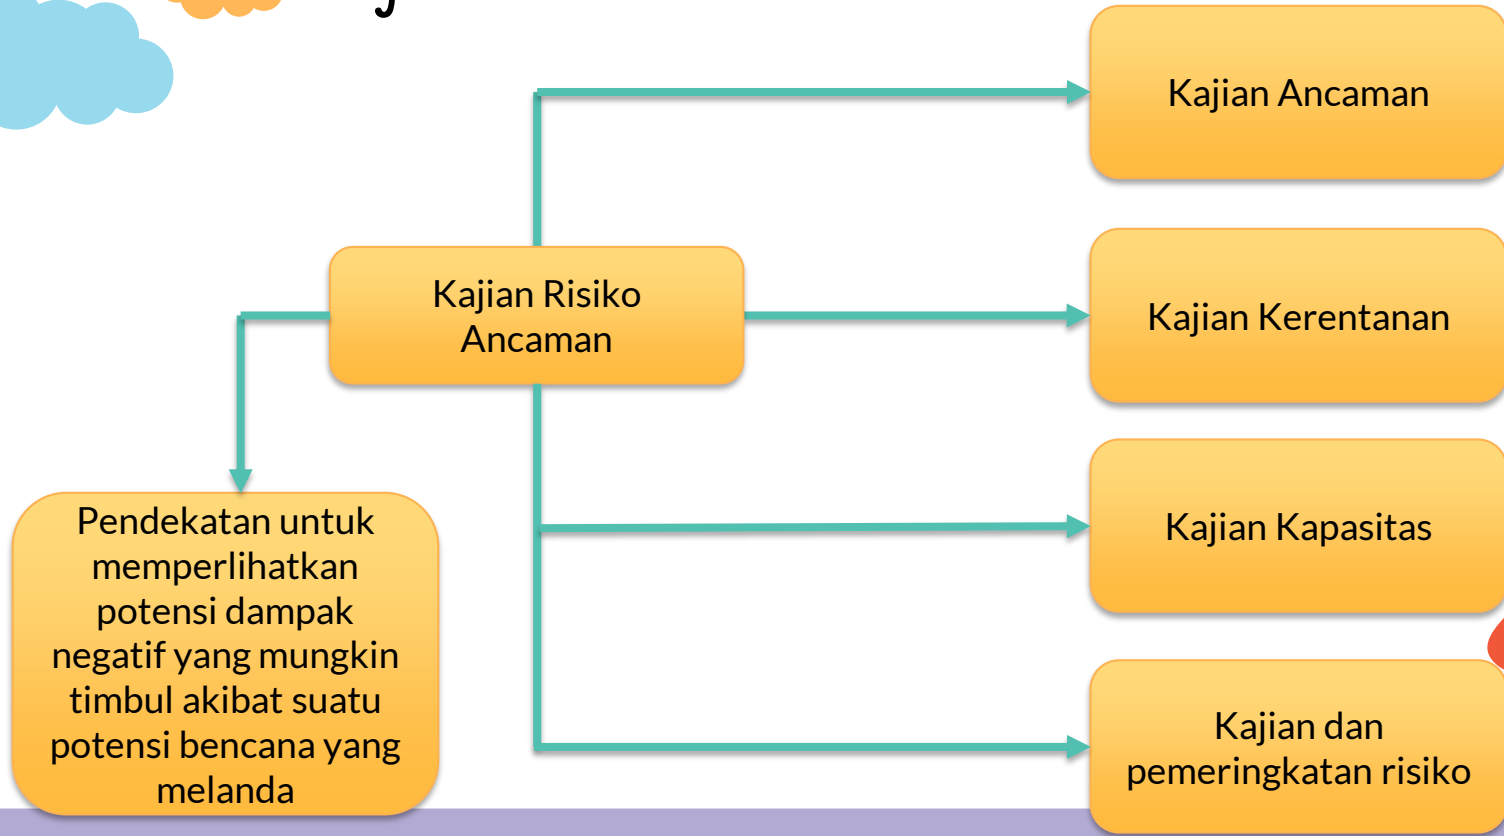 Kajian Ancaman
Kajian Risiko
Ancaman
Kajian Kerentanan
Pendekatan untuk
memperlihatkan
potensi dampak
negatif yang mungkin
timbul akibat suatu
potensi bencana yang
melanda
Kajian Kapasitas
Kajian dan
pemeringkatan risiko